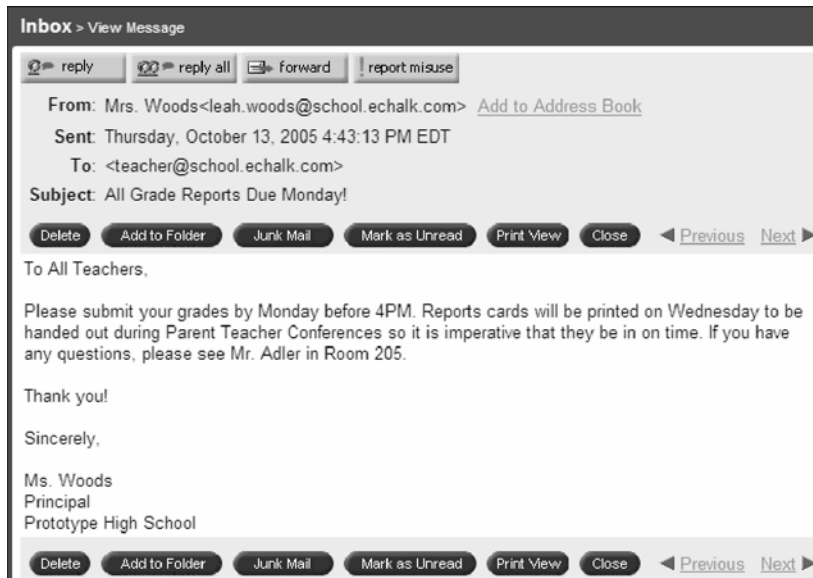 Inbox > View Message
reply reply all forward report misuse
From: Mrs. Woods<leah.woods@school.echalk.com> Add to Address Book
Sent: Thursday, October 13, 2005 4:43:13 PM EDT
To: <teacher@school.echalk.com>
Subject: All Grade Reports Due Monday!
Delete Add to Folder Junk Mail Mark as Unread Print View Close Previous Next
To All Teachers,
Please submit your grades by Monday before 4PM. Reports cards will be printed on Wednesday to be
handed out during Parent Teacher Conferences so it is imperative that they be in on time. If you have
any questions, please see Mr. Adler in Room 205.
Thank you!
Sincerely,
Ms. Woods
Principal
Prototype High School
Delete Add to Folder Junk Mail Mark as Unread Print View Close Previous Next